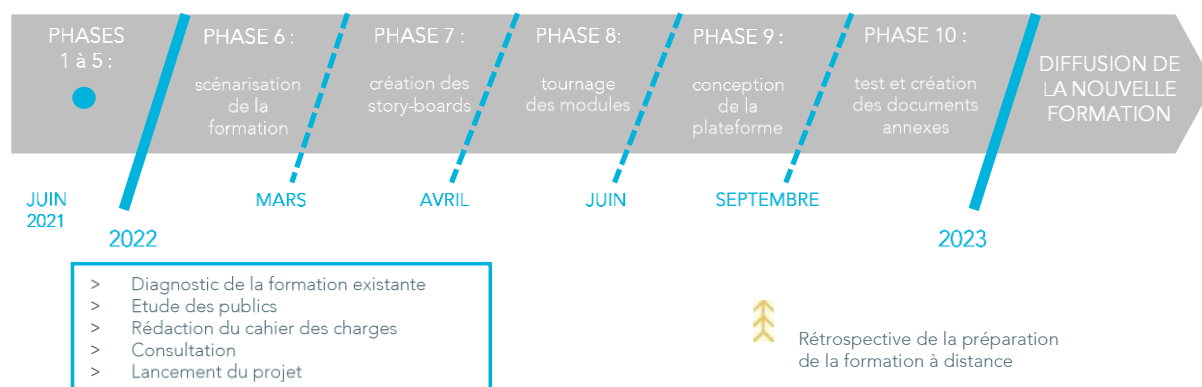 PHASES
1 à 5 :
PHASE 6 :
scénarisation
de la
formation
PHASE 7 :
création des
story-boards
PHASE 8:
tournage
des modules
PHASE 9 :
conception
de la
plateforme
PHASE 10 :
test et création
des documents
annexes
DIFFUSION DE
LA NOUVELLE
FORMATION
JUIN
2021
2022
MARS
AVRIL
JUIN
SEPTEMBRE
2023
> Diagnostic de la formation existante
> Etude des publics
> Rédaction du cahier des charges
> Consultation
> Lancement du projet
Rétrospective de la préparation
de la formation à distance